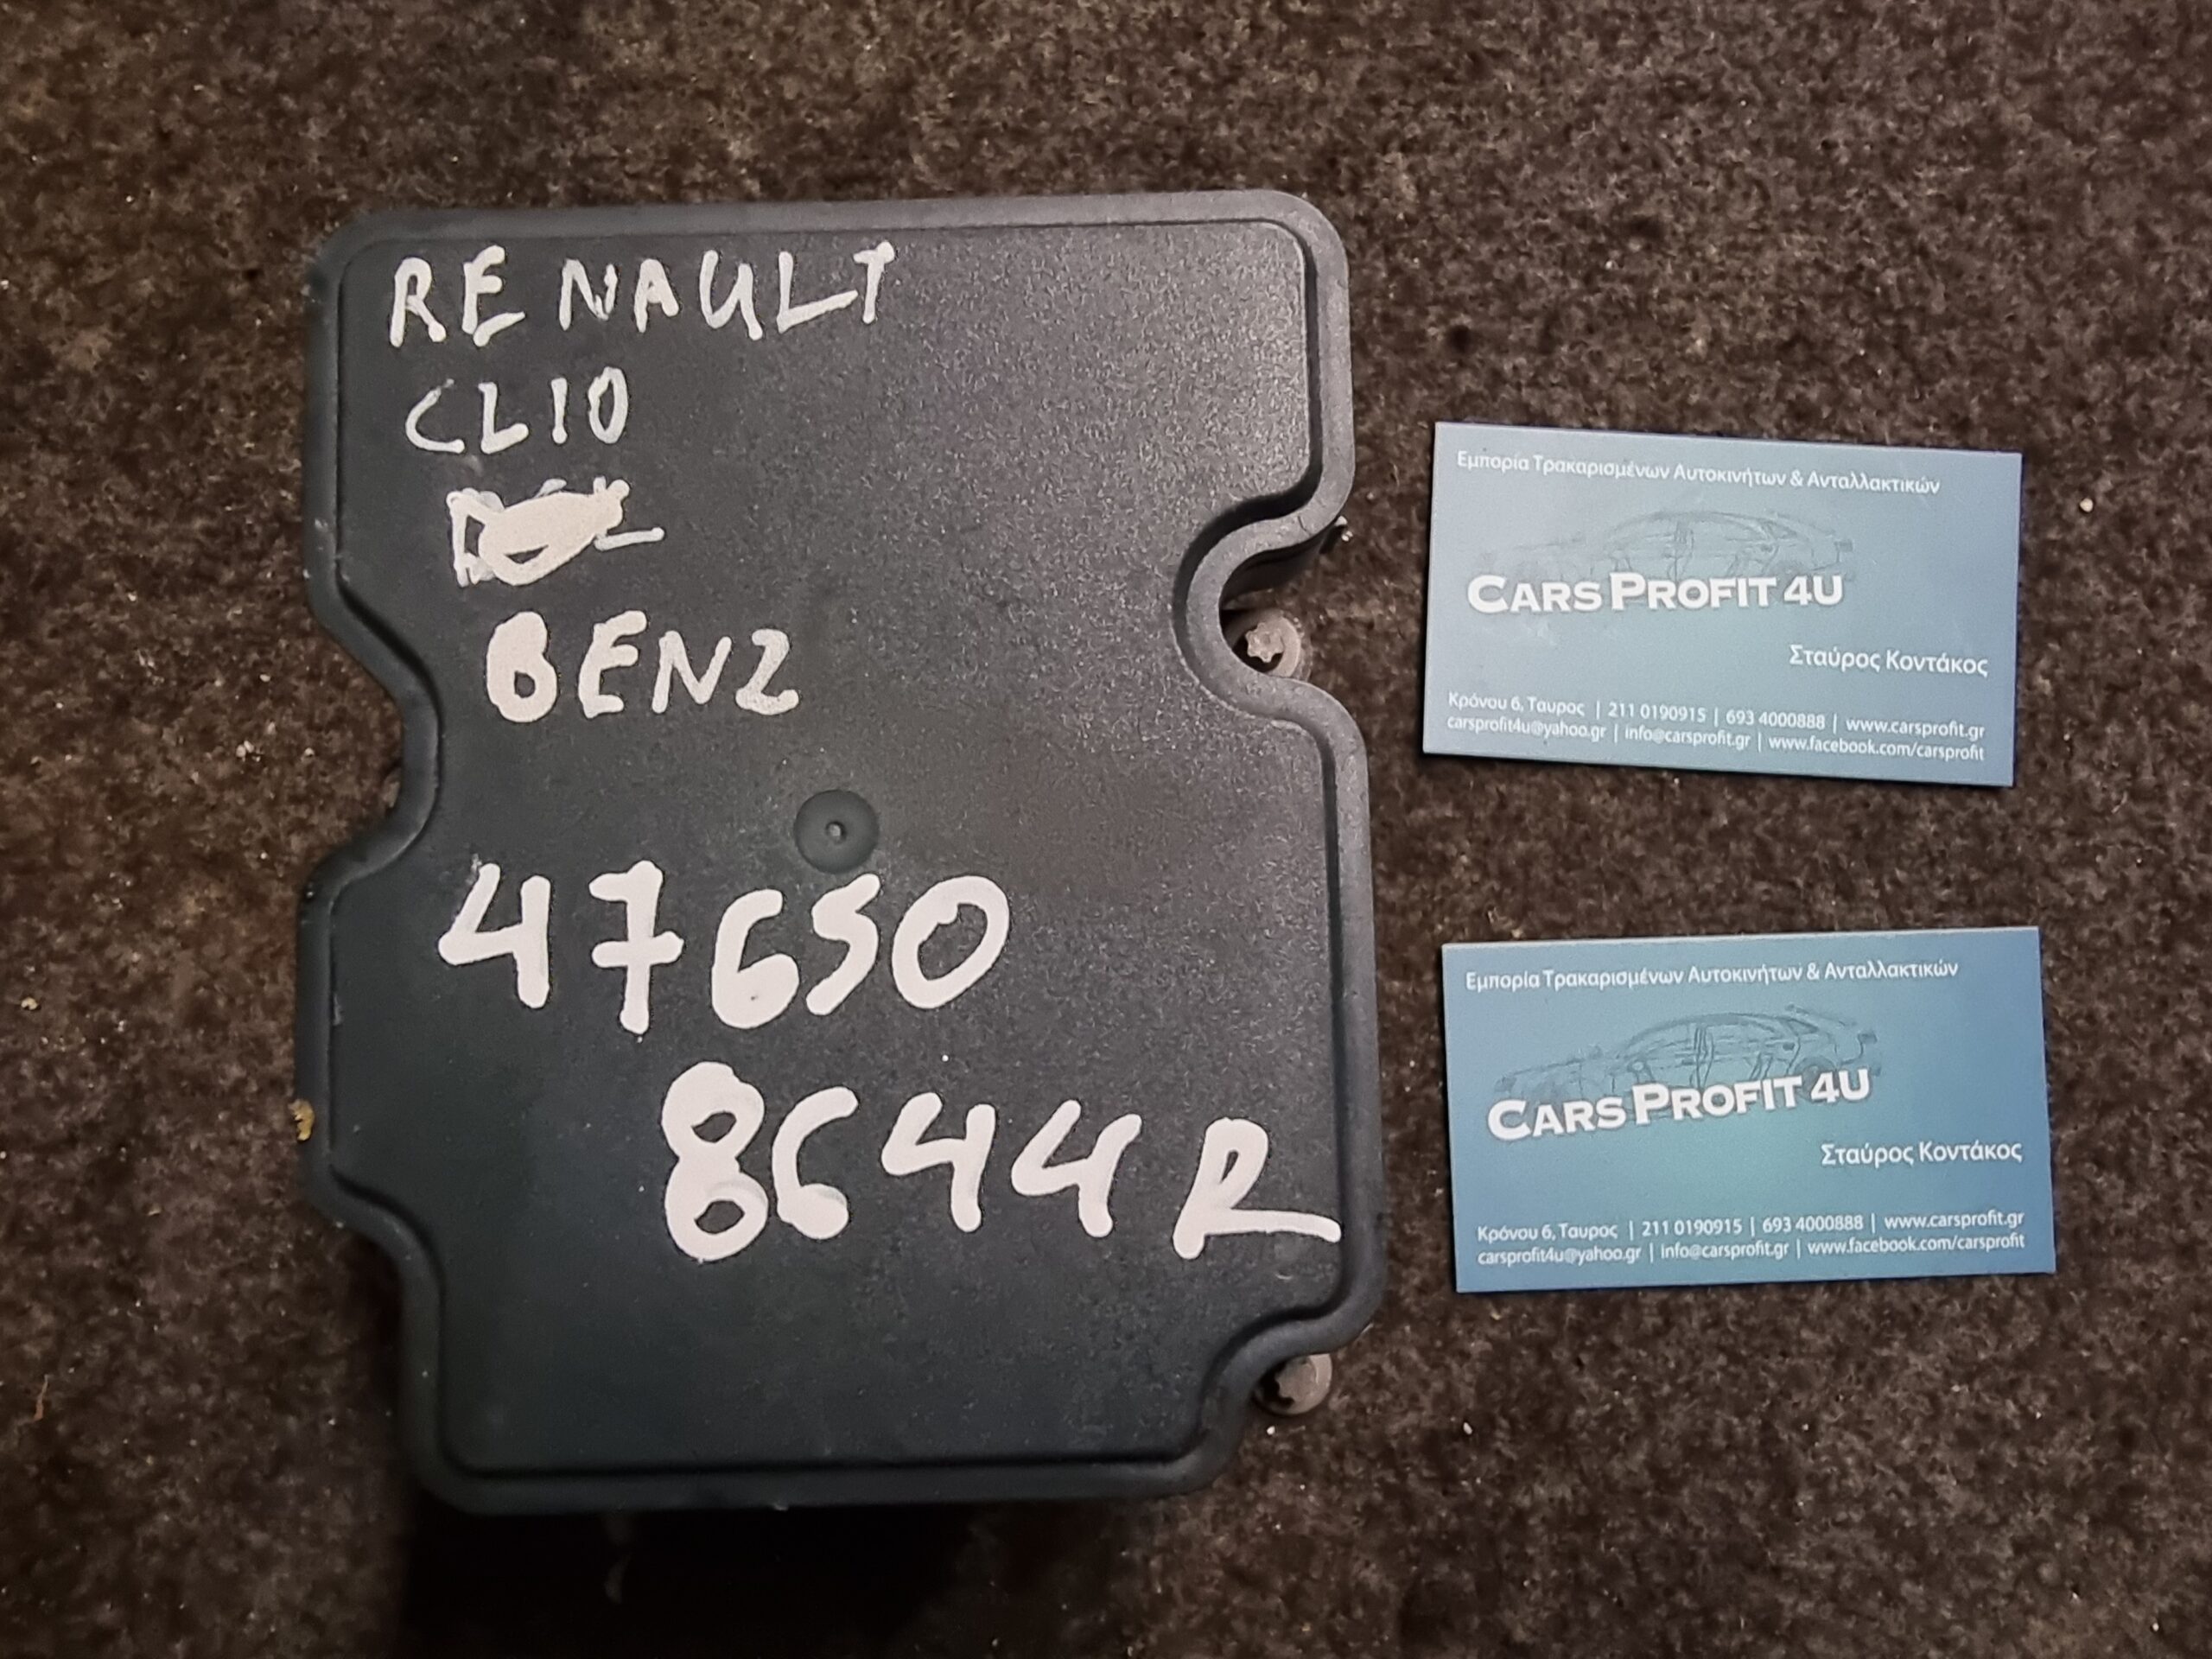 RENAULT
CLIO
BENZ
47650
8644R
Εμπορία Τρακαρισμένων Αυτοκινήτων & Ανταλλακτικών
CARS PROFIT 4U
Σταύρος Κοντάκος
Κρόνου 6, Ταυρος | 211 0190915 | 693 4000888 | www.carsprofit.gr
carsprofit4u@yahoo.gr | info@carsprofit.gr | www.facebook.com/carsprofit
Εμπορία Τρακαρισμένων Αυτοκινήτων & Ανταλλακτικών
CARS PROFIT 4U
Σταύρος Κοντάκος
Κρόνου 6, Ταυρος | 211 0190915 | 693 4000888 | www.carsprofit.gr
carsprofit4u@yahoo.gr | info@carsprofit.gr | www.facebook.com/carsprofit